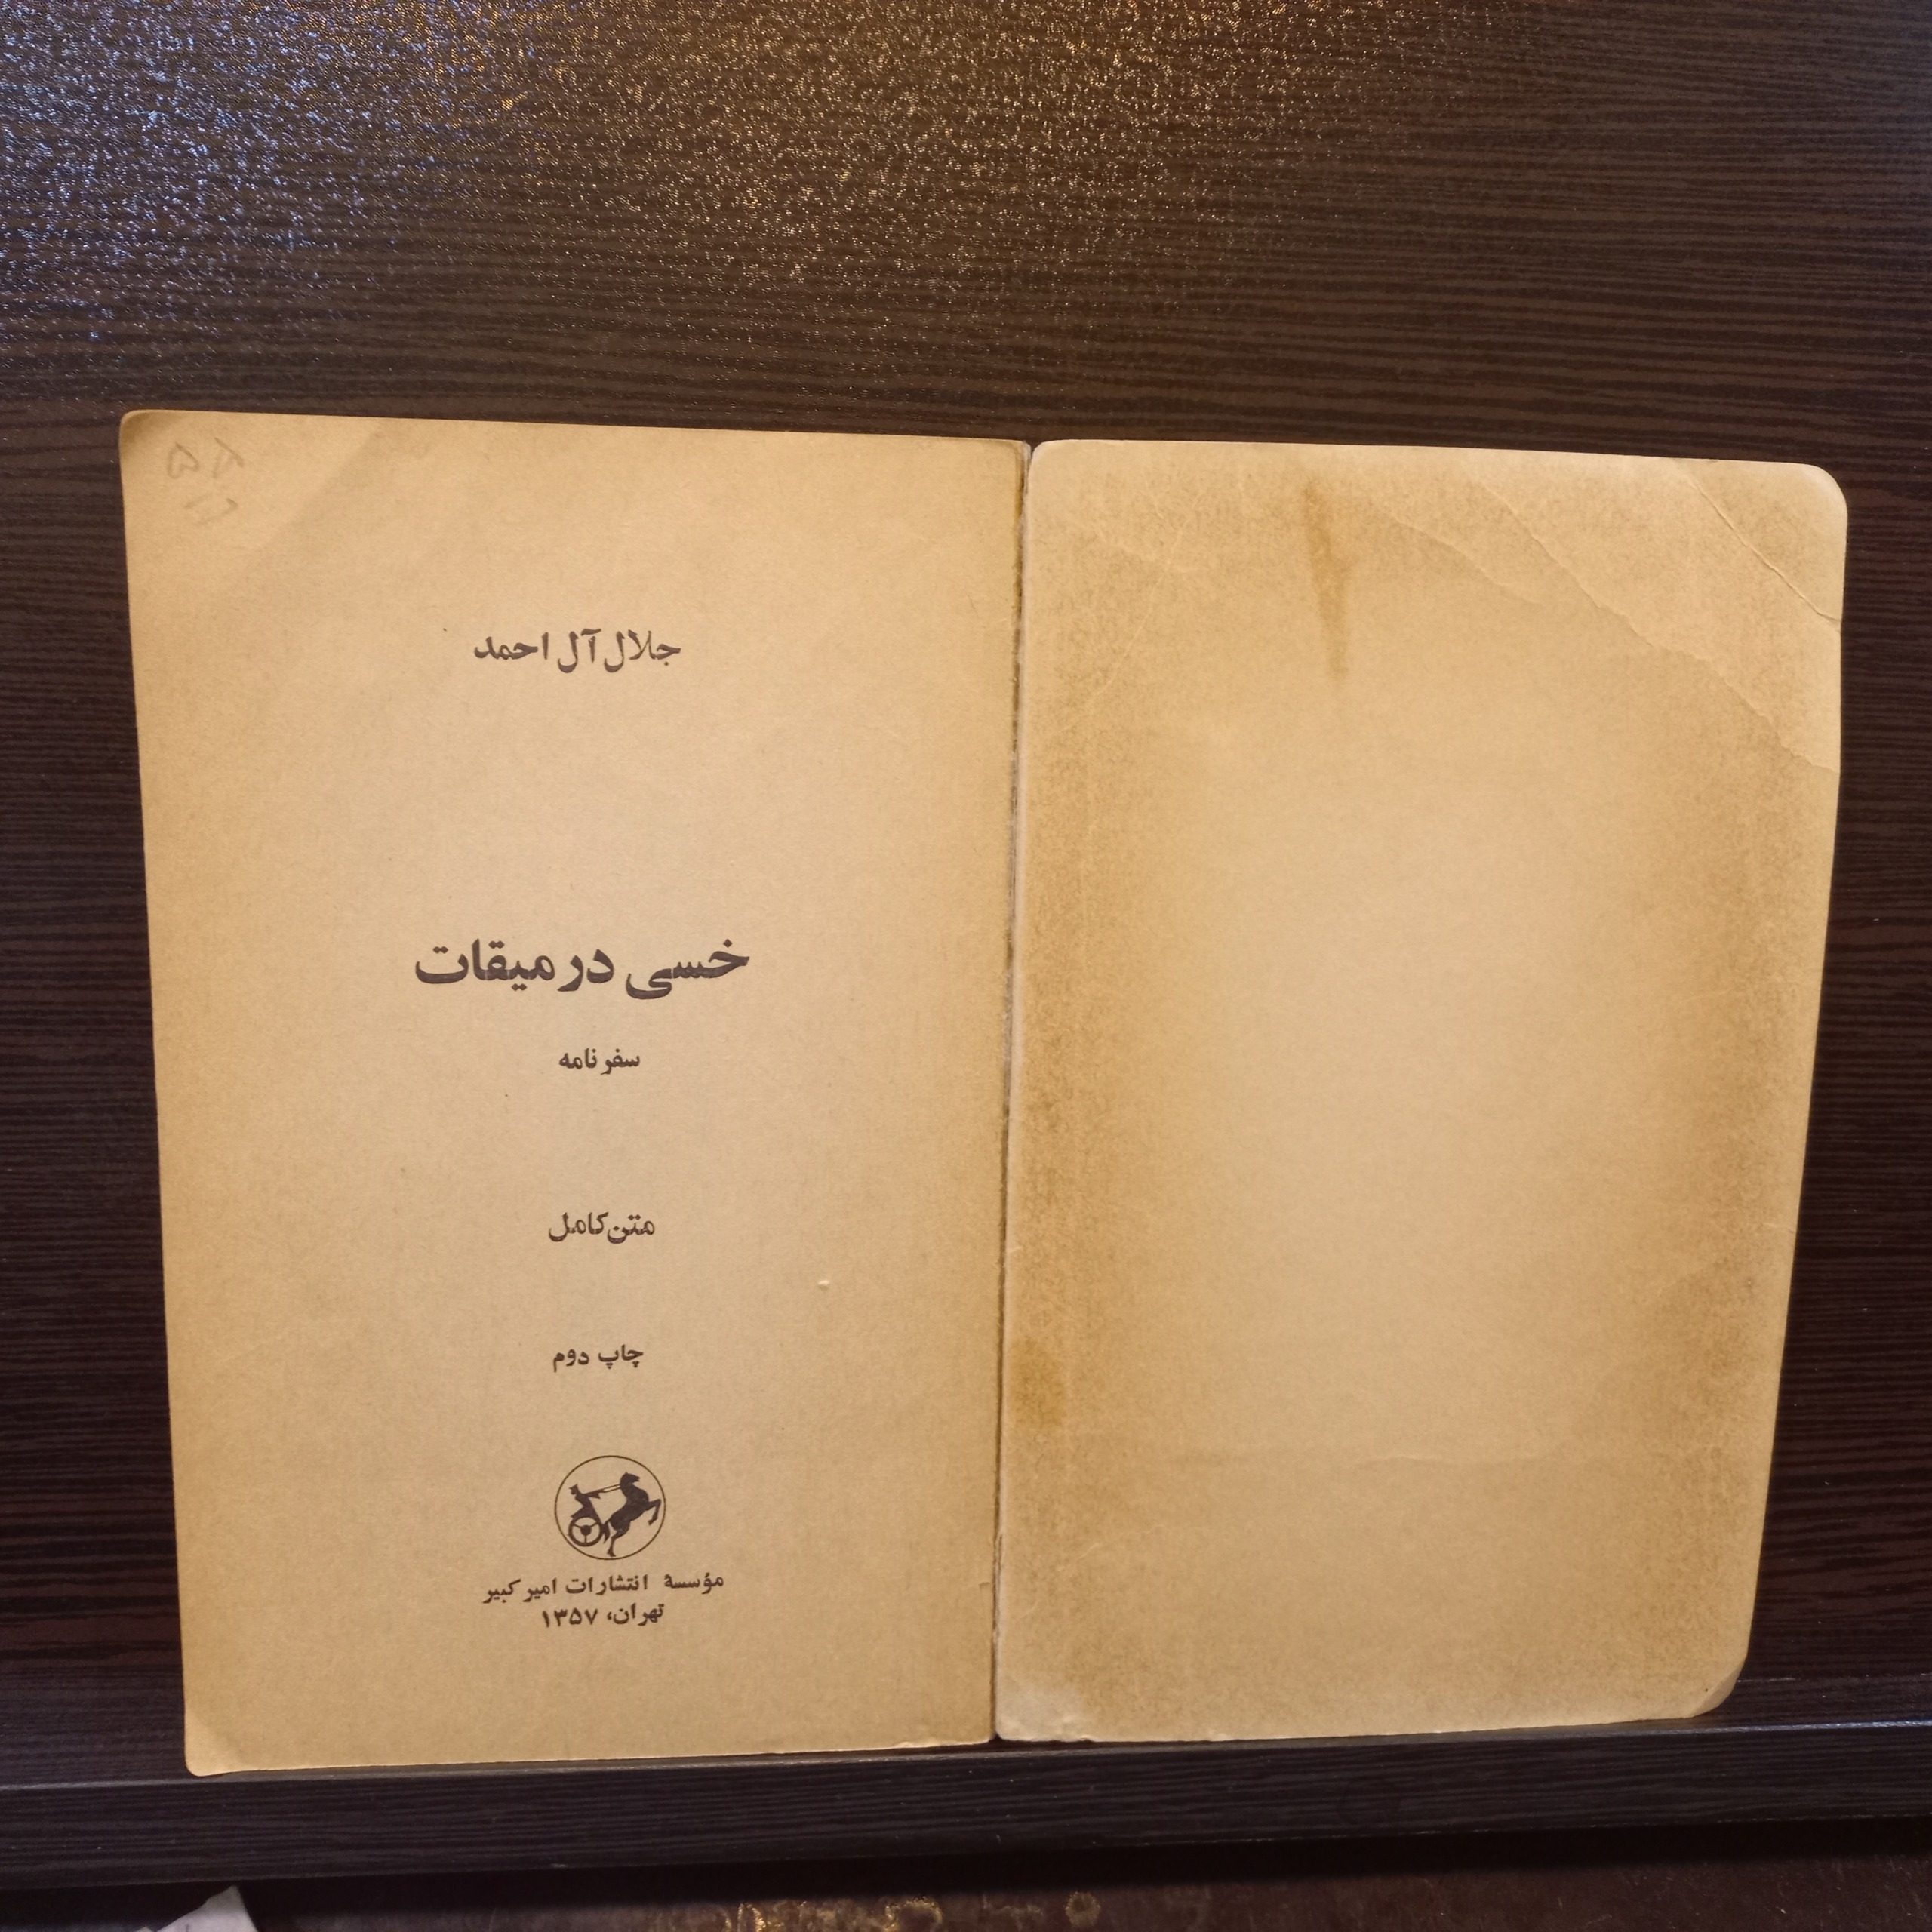 جلال آل احمد
خسی در میقات
سفرنامه
متن کامل
چاپ دوم
مؤسسهٔ انتشارات امیرکبیر
تهران، ۱۳۵۷